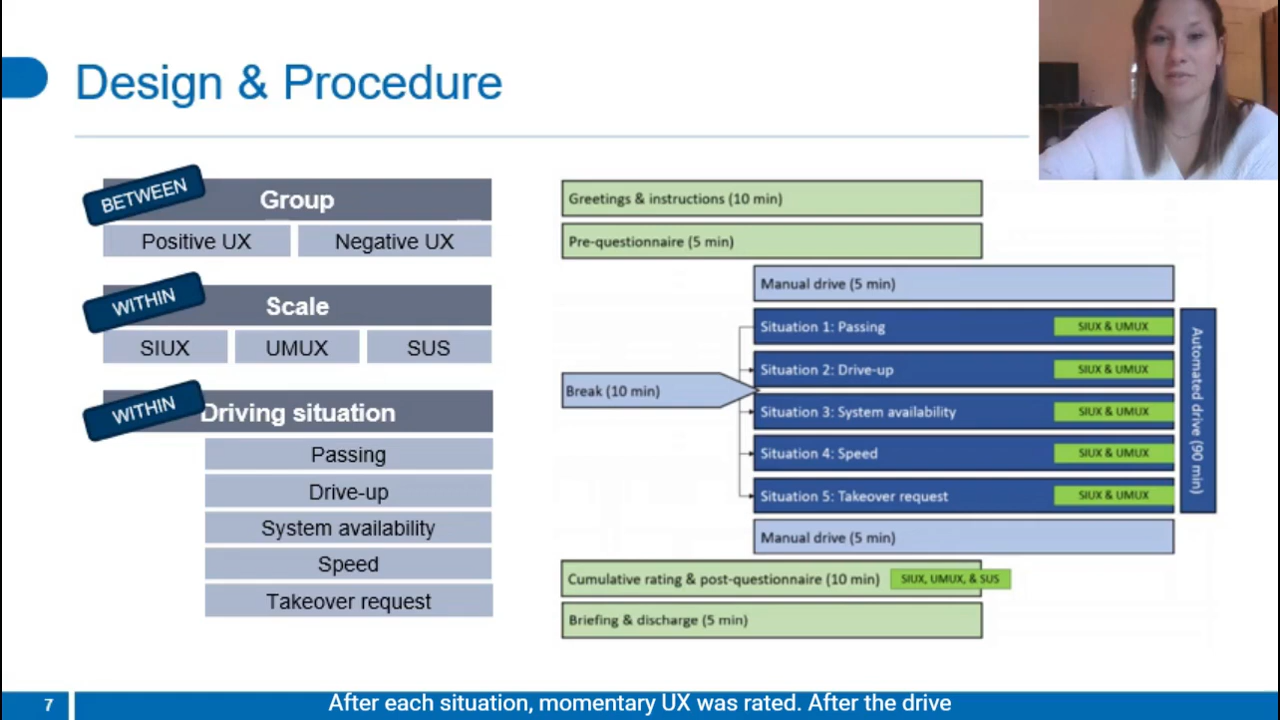 Design & Procedure
BETWEEN
Group
Positive UX
Negative UX
WITHIN
Scale
SIUX
UMUX
SUS
WITHIN
Driving situation
Passing
Drive-up
System availability
Speed
Takeover request
Greetings & instructions (10 min)
Pre-questionnaire (5 min)
Manual drive (5 min)
Situation 1: Passing
SIUX & UMUX
Situation 2: Drive-up
SIUX & UMUX
Break (10 min)
Situation 3: System availability
SIUX & UMUX
Situation 4: Speed
SIUX & UMUX
Situation 5: Takeover request
SIUX & UMUX
Automated drive (90 min)
Manual drive (5 min)
Cumulative rating & post-questionnaire (10 min)
SIUX, UMUX, & SUS
Briefing & discharge (5 min)
7
After each situation, momentary UX was rated. After the drive